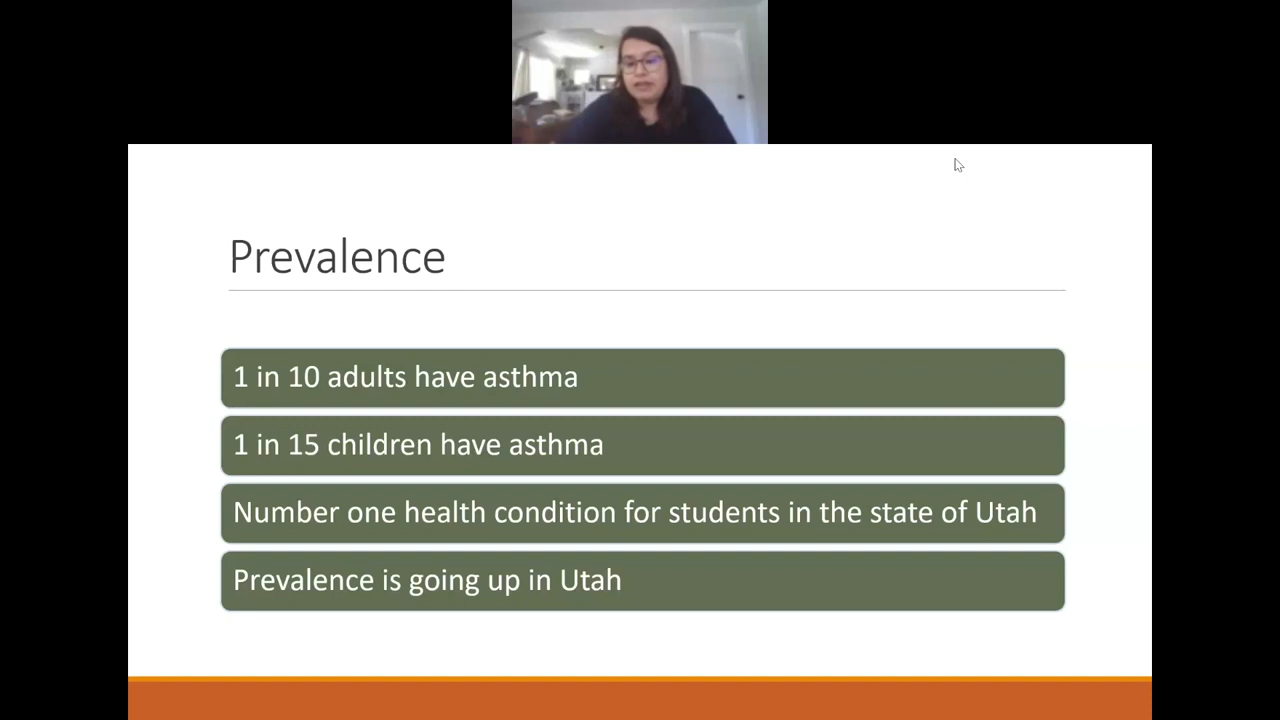 Prevalence
1 in 10 adults have asthma
1 in 15 children have asthma
Number one health condition for students in the state of Utah
Prevalence is going up in Utah